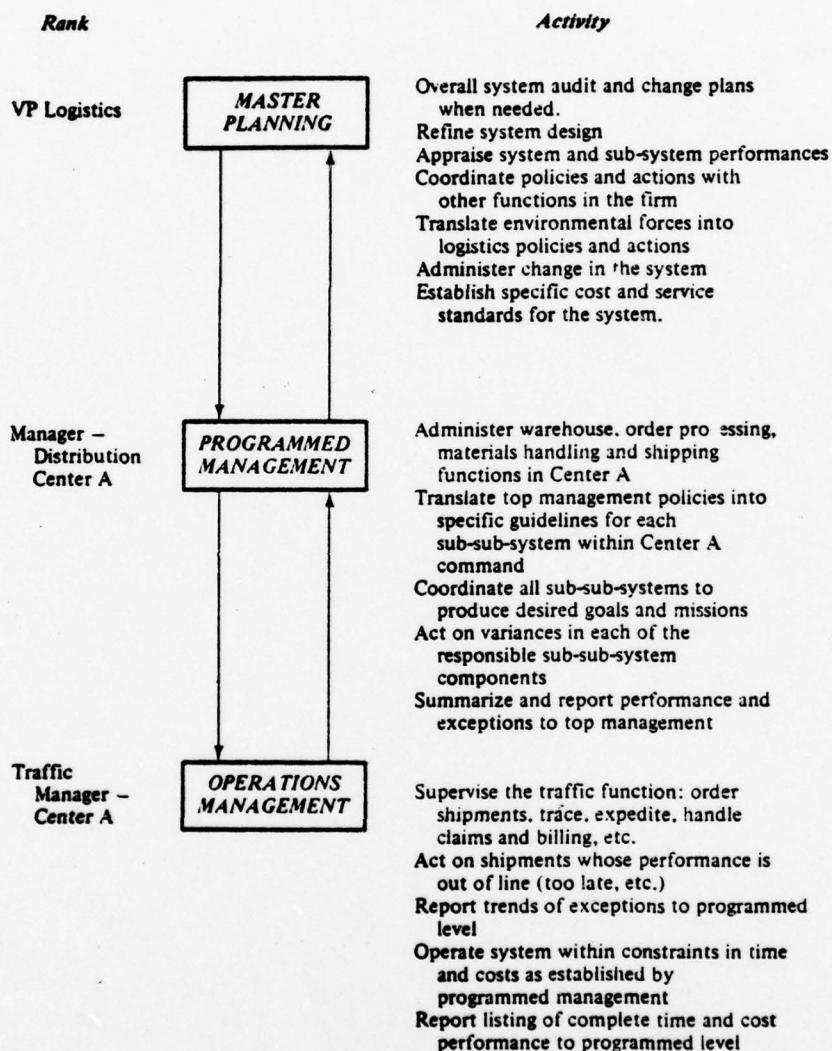 Rank
Activity
VP Logistics
MASTER
PLANNING
Overall system audit and change plans
when needed.
Refine system design
Appraise system and sub-system performances
Coordinate policies and actions with
other functions in the firm
Translate environmental forces into
logistics policies and actions
Administer change in the system
Establish specific cost and service
standards for the system.
Manager –
Distribution
Center A
PROGRAMMED
MANAGEMENT
Administer warehouse, order pro essing,
materials handling and shipping
functions in Center A
Translate top management policies into
specific guidelines for each
sub-sub-system within Center A
command
Coordinate all sub-sub-systems to
produce desired goals and missions
Act on variances in each of the
responsible sub-sub-system
components
Summarize and report performance and
exceptions to top management
Traffic
Manager –
Center A
OPERATIONS
MANAGEMENT
Supervise the traffic function: order
shipments, trace, expedite, handle
claims and billing, etc.
Act on shipments whose performance is
out of line (too late, etc.)
Report trends of exceptions to programmed
level
Operate system within constraints in time
and costs as established by
programmed management
Report listing of complete time and cost
performance to programmed level